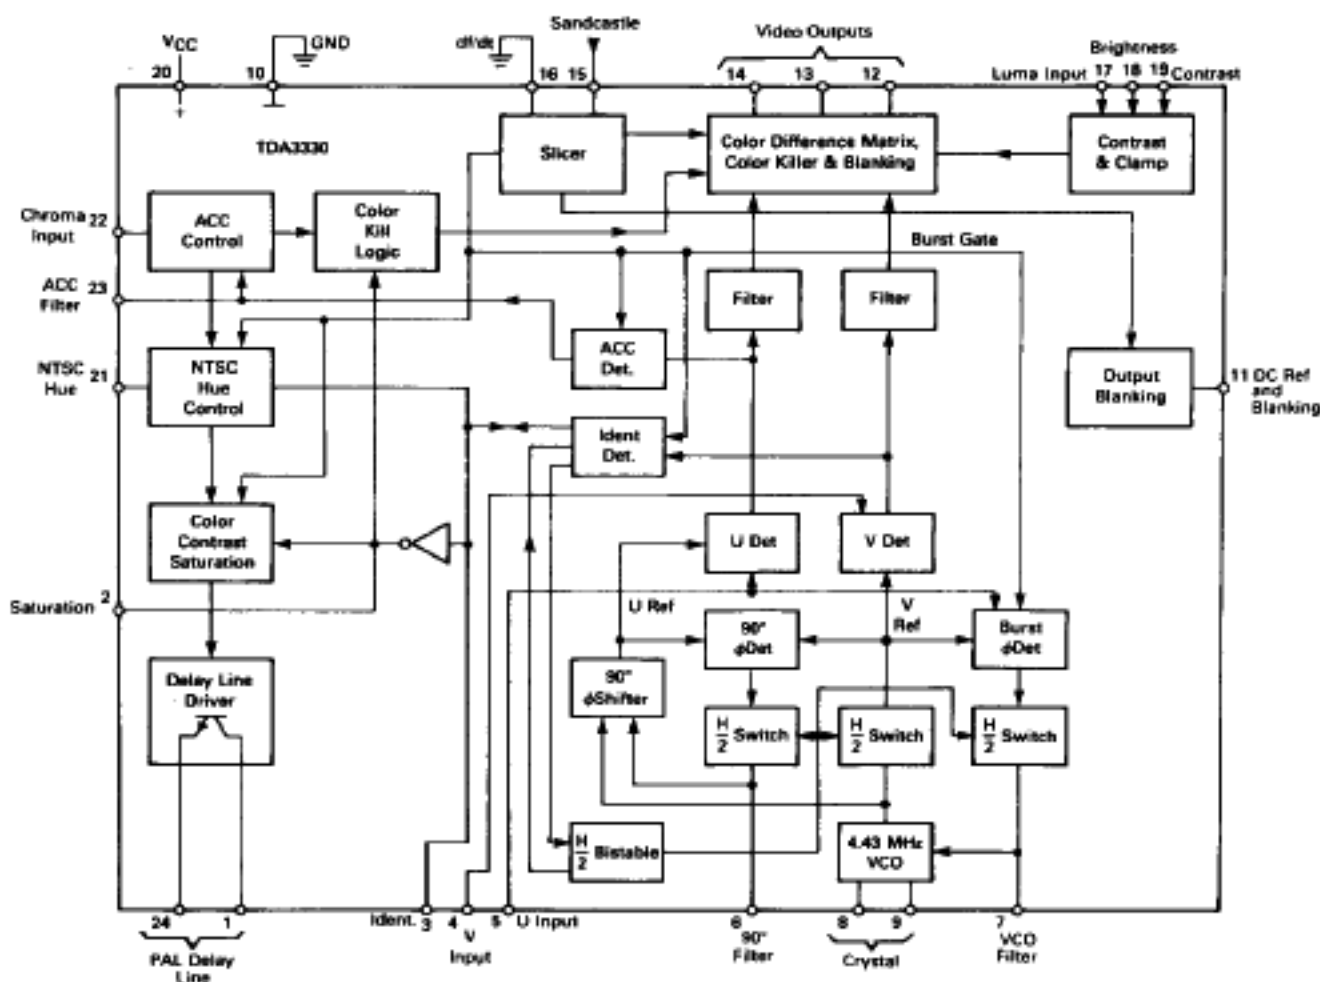 Sandcastle
VCC
GND
df/dt
Video Outputs
Brightness
20
10
16
15
14
13
12
Luma Input
17
18
19
Contrast
TDA3330
Slicer
Color Difference Matrix,
Color Killer & Blanking
Contrast
& Clamp
Chroma
Input
22
ACC
Control
Color
Kill
Logic
Burst Gate
ACC
Filter
23
Filter
Filter
NTSC
Hue
21
NTSC
Hue
Control
ACC
Det.
Output
Blanking
11 DC Ref
and
Blanking
Ident
Det.
Color
Contrast
Saturation
U Det
V Det
Saturation
2
U Ref
V
Ref
90°
ϕDet
Burst
ϕDet
Delay Line
Driver
90°
ϕShifter
H
2
Switch
H
2
Switch
H
2
Switch
H
2
Bistable
4.43 MHz
VCO
24
1
Ident.
3
4
5
U Input
6
8
9
7
PAL Delay
Line
V
Input
90°
Filter
Crystal
VCO
Filter